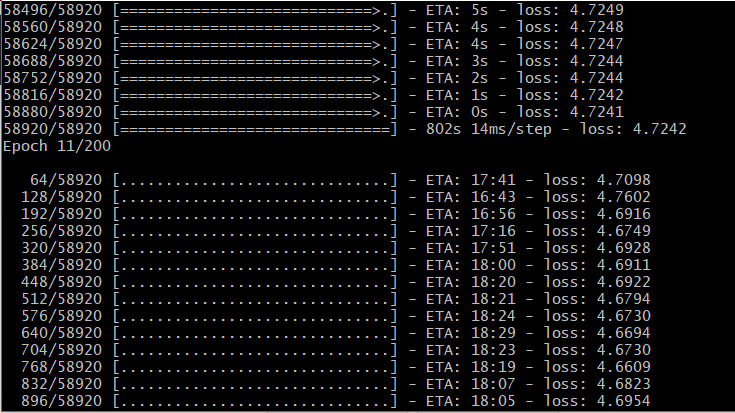 58496/58920 [============================>.] - ETA: 5s - loss: 4.7249
58560/58920 [============================>.] - ETA: 4s - loss: 4.7248
58624/58920 [============================>.] - ETA: 4s - loss: 4.7247
58688/58920 [============================>.] - ETA: 3s - loss: 4.7244
58752/58920 [============================>.] - ETA: 2s - loss: 4.7244
58816/58920 [============================>.] - ETA: 1s - loss: 4.7242
58880/58920 [============================>.] - ETA: 0s - loss: 4.7241
58920/58920 [==============================] - 802s 14ms/step - loss: 4.7242
Epoch 11/200
64/58920 [..............................] - ETA: 17:41 - loss: 4.7098
128/58920 [..............................] - ETA: 16:43 - loss: 4.7602
192/58920 [..............................] - ETA: 16:56 - loss: 4.6916
256/58920 [..............................] - ETA: 17:16 - loss: 4.6749
320/58920 [..............................] - ETA: 17:51 - loss: 4.6928
384/58920 [..............................] - ETA: 18:00 - loss: 4.6911
448/58920 [..............................] - ETA: 18:20 - loss: 4.6922
512/58920 [..............................] - ETA: 18:21 - loss: 4.6794
576/58920 [..............................] - ETA: 18:24 - loss: 4.6730
640/58920 [..............................] - ETA: 18:29 - loss: 4.6694
704/58920 [..............................] - ETA: 18:23 - loss: 4.6730
768/58920 [..............................] - ETA: 18:19 - loss: 4.6609
832/58920 [..............................] - ETA: 18:07 - loss: 4.6823
896/58920 [..............................] - ETA: 18:05 - loss: 4.6954